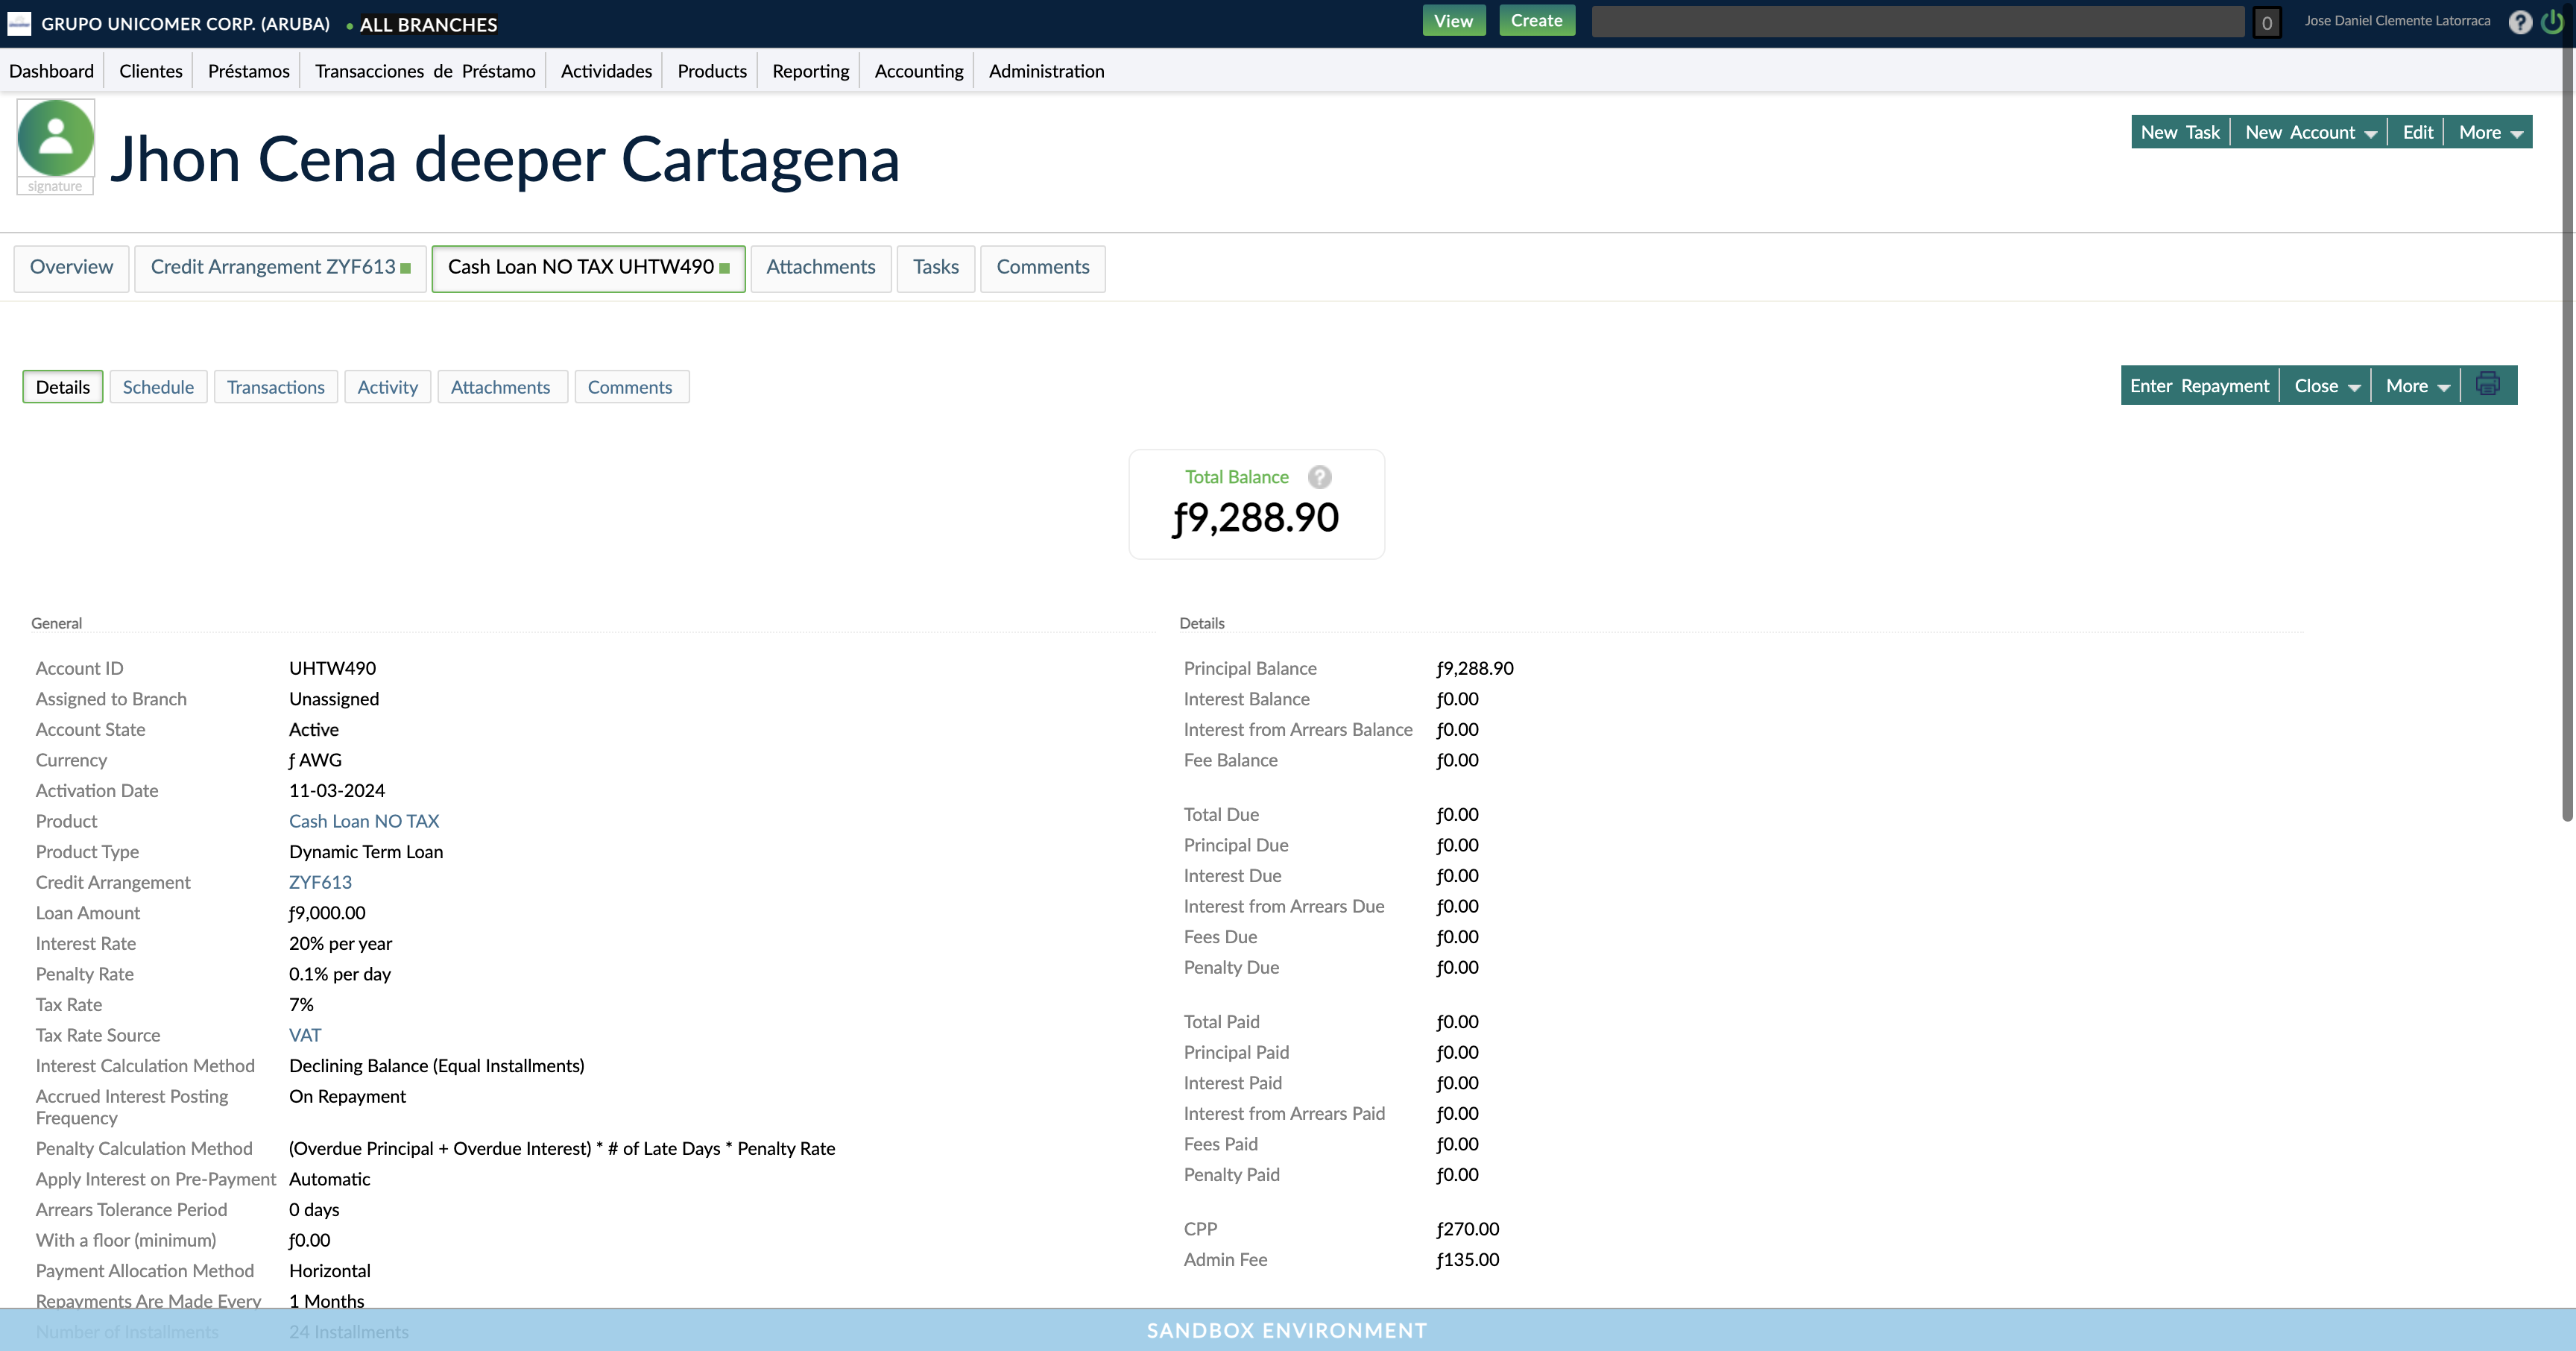 GRUPO UNICOMER CORP. (ARUBA) • ALL BRANCHES View Create 0 Jose Daniel Clemente Latorraca ?
Dashboard Clientes Préstamos Transacciones de Préstamo Actividades Products Reporting Accounting Administration
signature
Jhon Cena deeper Cartagena
New Task New Account Edit More
Overview Credit Arrangement ZYF613 Cash Loan NO TAX UHTW490 Attachments Tasks Comments
Details Schedule Transactions Activity Attachments Comments
Enter Repayment Close More
Total Balance ?
ƒ9,288.90
General
Account ID UHTW490
Assigned to Branch Unassigned
Account State Active
Currency ƒ AWG
Activation Date 11-03-2024
Product Cash Loan NO TAX
Product Type Dynamic Term Loan
Credit Arrangement ZYF613
Loan Amount ƒ9,000.00
Interest Rate 20% per year
Penalty Rate 0.1% per day
Tax Rate 7%
Tax Rate Source VAT
Interest Calculation Method Declining Balance (Equal Installments)
Accrued Interest Posting Frequency On Repayment
Penalty Calculation Method (Overdue Principal + Overdue Interest) * # of Late Days * Penalty Rate
Apply Interest on Pre-Payment Automatic
Arrears Tolerance Period 0 days
With a floor (minimum) ƒ0.00
Payment Allocation Method Horizontal
Repayments Are Made Every 1 Months
Number of Installments 24 Installments
Details
Principal Balance ƒ9,288.90
Interest Balance ƒ0.00
Interest from Arrears Balance ƒ0.00
Fee Balance ƒ0.00
Total Due ƒ0.00
Principal Due ƒ0.00
Interest Due ƒ0.00
Interest from Arrears Due ƒ0.00
Fees Due ƒ0.00
Penalty Due ƒ0.00
Total Paid ƒ0.00
Principal Paid ƒ0.00
Interest Paid ƒ0.00
Interest from Arrears Paid ƒ0.00
Fees Paid ƒ0.00
Penalty Paid ƒ0.00
CPP ƒ270.00
Admin Fee ƒ135.00
SANDBOX ENVIRONMENT